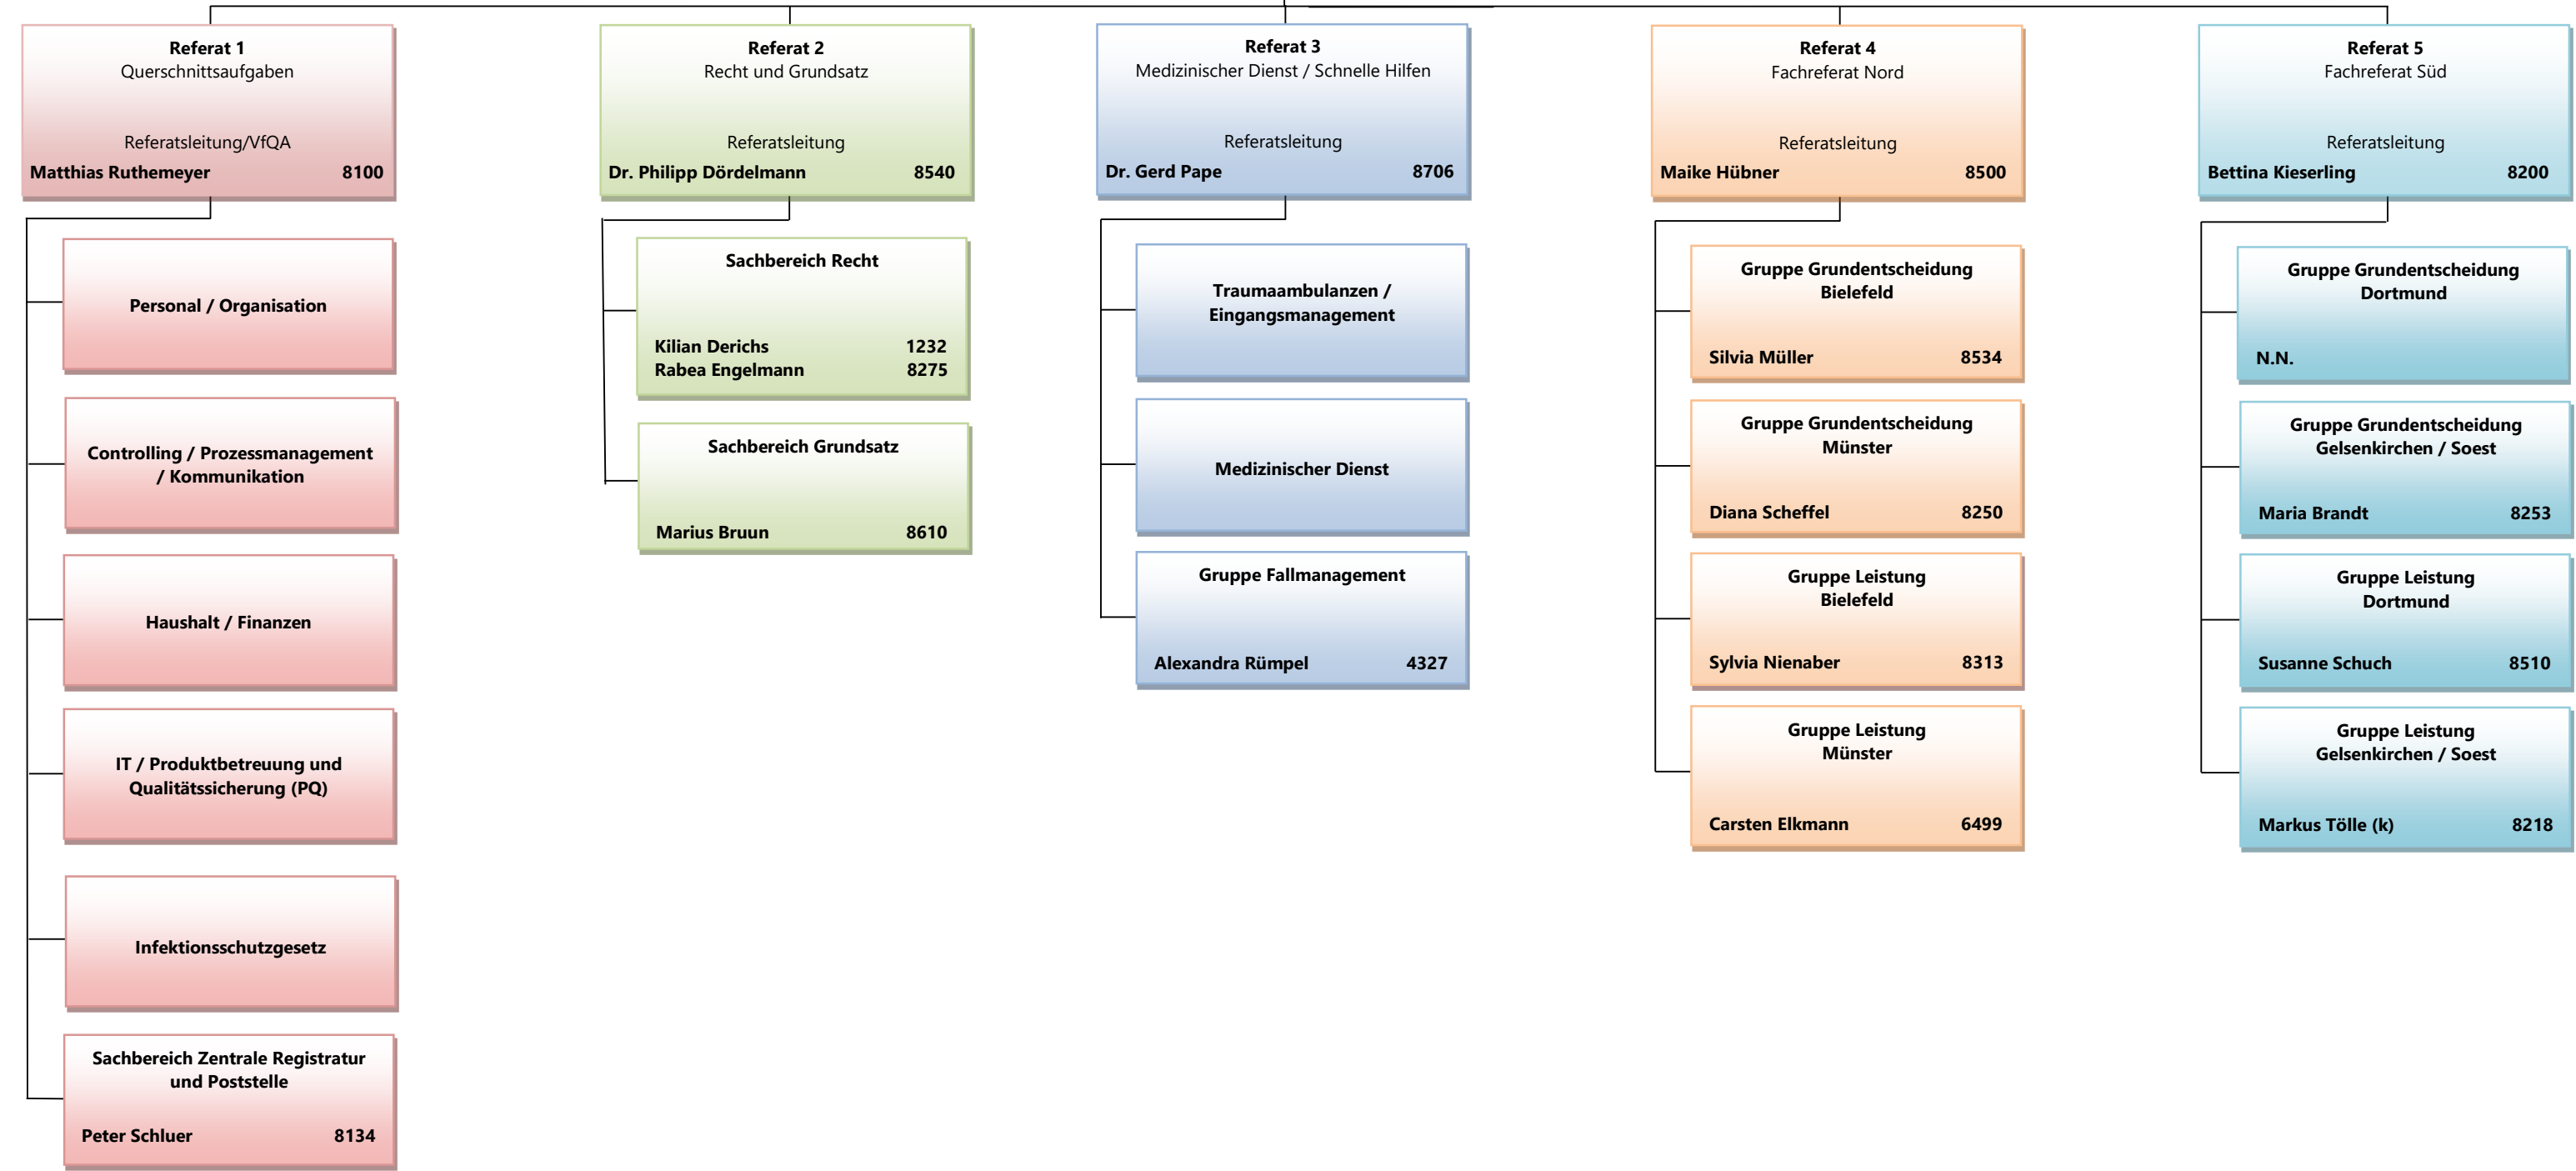 Referat 1
Querschnittsaufgaben
Referatsleitung/VfQA
Matthias Ruthemeyer 8100
Personal / Organisation
Controlling / Prozessmanagement
/ Kommunikation
Haushalt / Finanzen
IT / Produktbetreuung und
Qualitätssicherung (PQ)
Infektionsschutzgesetz
Sachbereich Zentrale Registratur
und Poststelle
Peter Schluer 8134
Referat 2
Recht und Grundsatz
Referatsleitung
Dr. Philipp Dördelmann 8540
Sachbereich Recht
Kilian Derichs 1232
Rabea Engelmann 8275
Sachbereich Grundsatz
Marius Bruun 8610
Referat 3
Medizinischer Dienst / Schnelle Hilfen
Referatsleitung
Dr. Gerd Pape 8706
Traumaambulanzen /
Eingangsmanagement
Medizinischer Dienst
Gruppe Fallmanagement
Alexandra Rümpel 4327
Referat 4
Fachreferat Nord
Referatsleitung
Maike Hübner 8500
Gruppe Grundentscheidung
Bielefeld
Silvia Müller 8534
Gruppe Grundentscheidung
Münster
Diana Scheffel 8250
Gruppe Leistung
Bielefeld
Sylvia Nienaber 8313
Gruppe Leistung
Münster
Carsten Elkmann 6499
Referat 5
Fachreferat Süd
Referatsleitung
Bettina Kieserling 8200
Gruppe Grundentscheidung
Dortmund
N.N.
Gruppe Grundentscheidung
Gelsenkirchen / Soest
Maria Brandt 8253
Gruppe Leistung
Dortmund
Susanne Schuch 8510
Gruppe Leistung
Gelsenkirchen / Soest
Markus Tölle (k) 8218